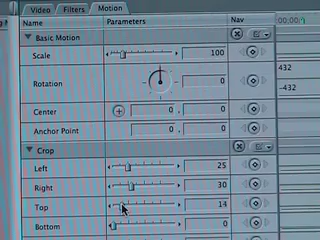 Video Filters Motion
Name Parameters Nav 00:00
Basic Motion
Scale 100
432
Rotation 0
-432
Center 0 , 0
Anchor Point 0 , 0
Crop
Left 25
Right 30
Top 14
Bottom 0